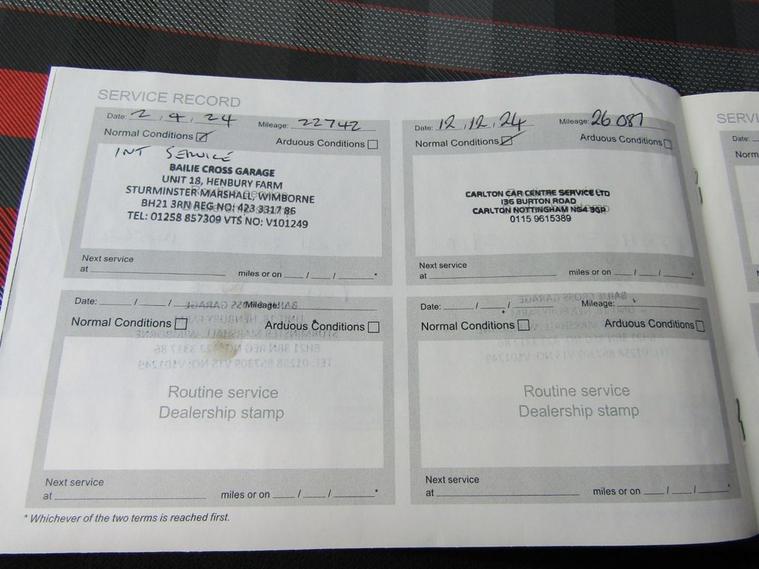 SERVICE RECORD
Date: 2, 4, 24 Mileage: 22742
Normal Conditions Arduous Conditions
INT SERVICE
BAILIE CROSS GARAGE
UNIT 18, HENBURY FARM
STURMINSTER MARSHALL, WIMBORNE
BH21 3RN REG NO: 423 3317 86
TEL: 01258 857309 VTS NO: V101249
Next service
at miles or on / / *
Date: 12, 12, 24 Mileage: 26087
Normal Conditions Arduous Conditions
CARLTON CAR CENTRE SERVICE LTD
136 BURTON ROAD
CARLTON NOTTINGHAM NG4 3GP
0115 9615389
Next service
at miles or on / / *
Date: / / Mileage:
Normal Conditions Arduous Conditions
Routine service
Dealership stamp
Next service
at miles or on / / *
Date: / / Mileage:
Normal Conditions Arduous Conditions
Routine service
Dealership stamp
Next service
at miles or on / / *
* Whichever of the two terms is reached first.